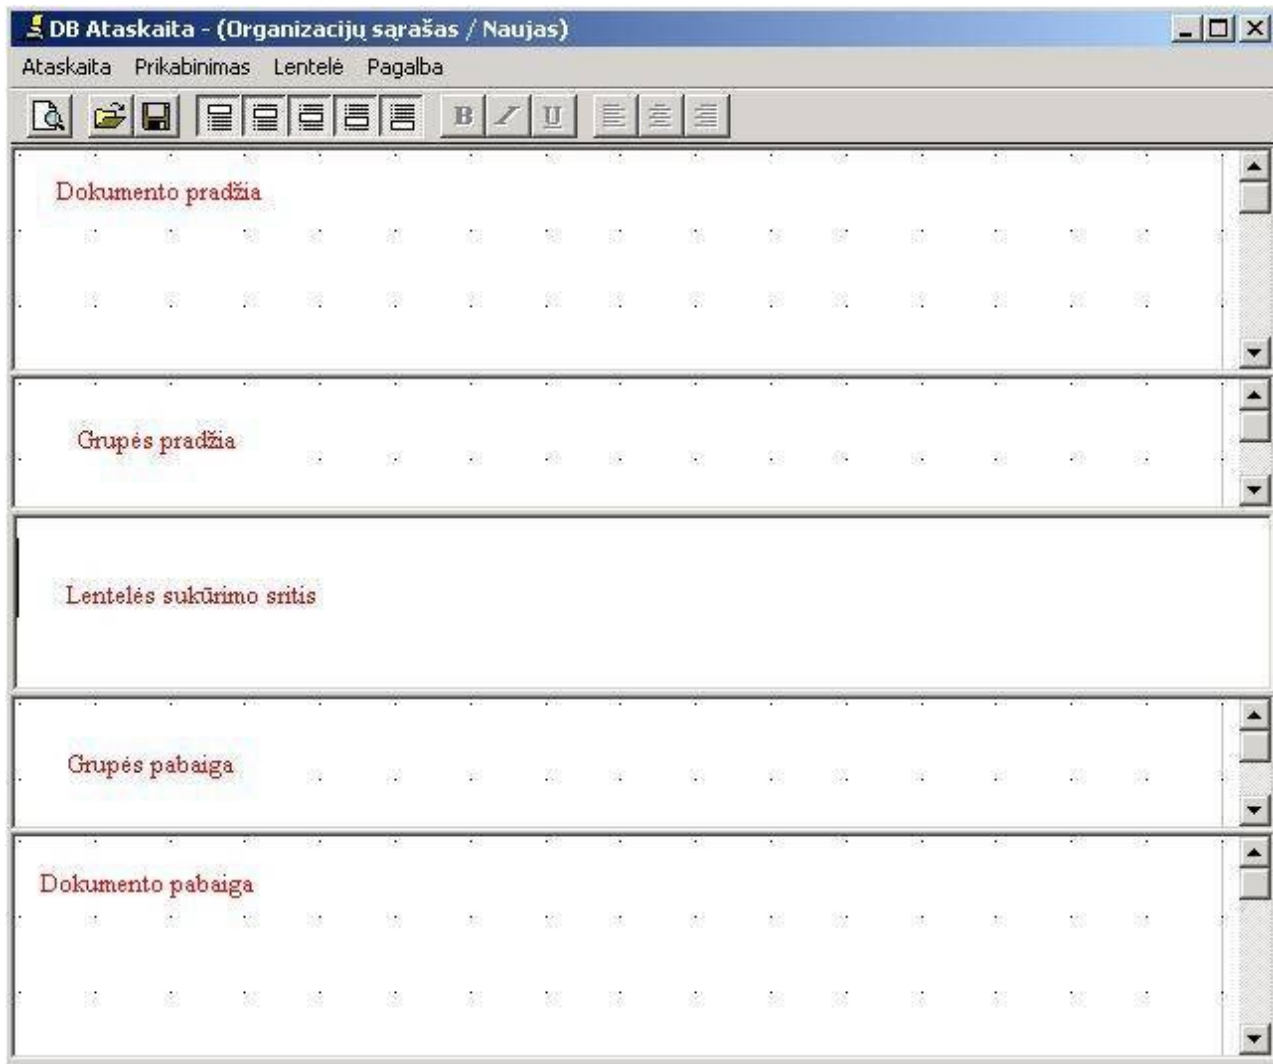 DB Ataskaita - (Organizacijų sąrašas / Naujas)
Ataskaita Prikabinimas Lentelė Pagalba
B I U
Dokumento pradžia
Grupės pradžia
Lentelės sukūrimo sritis
Grupės pabaiga
Dokumento pabaiga